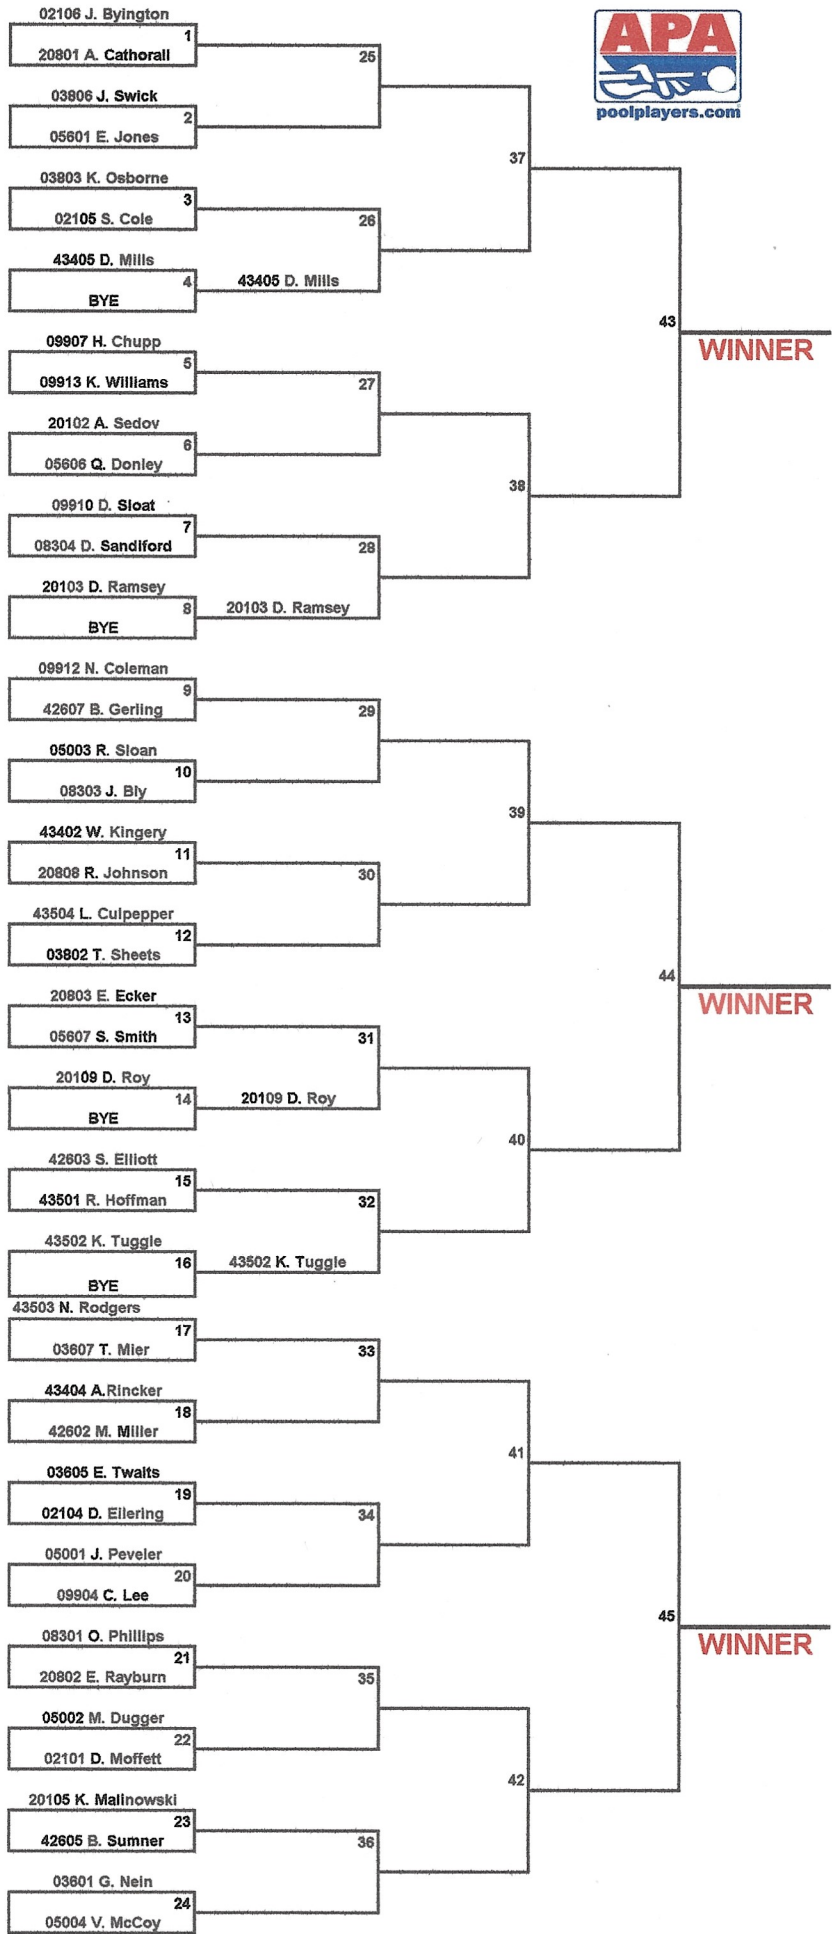 02106 J. Byington
1
20801 A. Cathorall
25
03806 J. Swick
2
05601 E. Jones
37
03803 K. Osborne
3
02105 S. Cole
26
43405 D. Mills
4
BYE
43405 D. Mills
43
WINNER
09907 H. Chupp
5
09913 K. Williams
27
20102 A. Sedov
6
05606 Q. Donley
38
09910 D. Sloat
7
08304 D. Sandiford
28
20103 D. Ramsey
8
BYE
20103 D. Ramsey
09912 N. Coleman
9
42607 B. Gerling
29
05003 R. Sloan
10
08303 J. Bly
39
43402 W. Kingery
11
20808 R. Johnson
30
43504 L. Culpepper
12
03802 T. Sheets
44
WINNER
20803 E. Ecker
13
05607 S. Smith
31
20109 D. Roy
14
BYE
20109 D. Roy
40
42603 S. Elliott
15
43501 R. Hoffman
32
43502 K. Tuggle
16
BYE
43502 K. Tuggle
43503 N. Rodgers
17
03607 T. Mier
33
43404 A.Rincker
18
42602 M. Miller
41
03605 E. Twaits
19
02104 D. Ellering
34
05001 J. Peveler
20
09904 C. Lee
45
WINNER
08301 O. Phillips
21
20802 E. Rayburn
35
05002 M. Dugger
22
02101 D. Moffett
42
20105 K. Malinowski
23
42605 B. Sumner
36
03601 G. Nein
24
05004 V. McCoy
APA
poolplayers.com